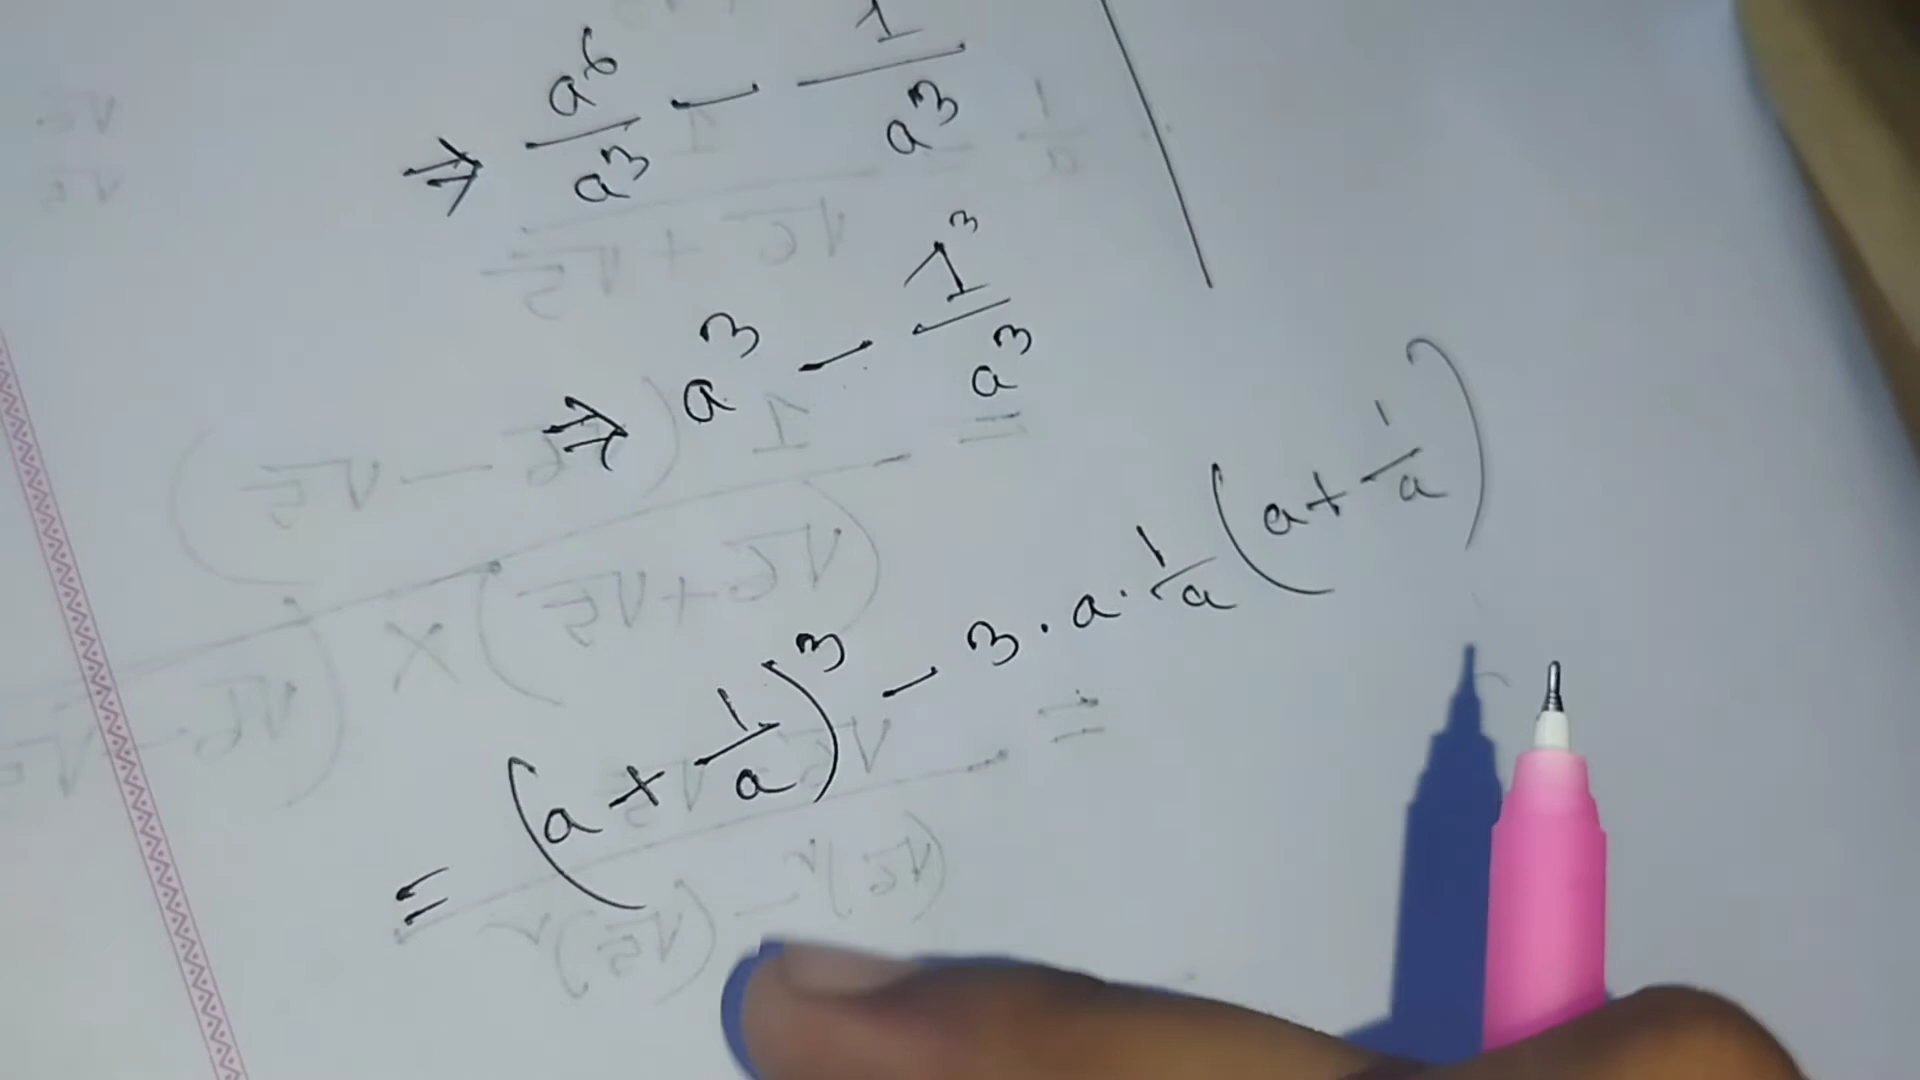 ⇒ a⁶/a³ − 1/a³
⇒ a³ − 1³/a³
= (a + 1/a)³ − 3·a·1/a(a + 1/a)